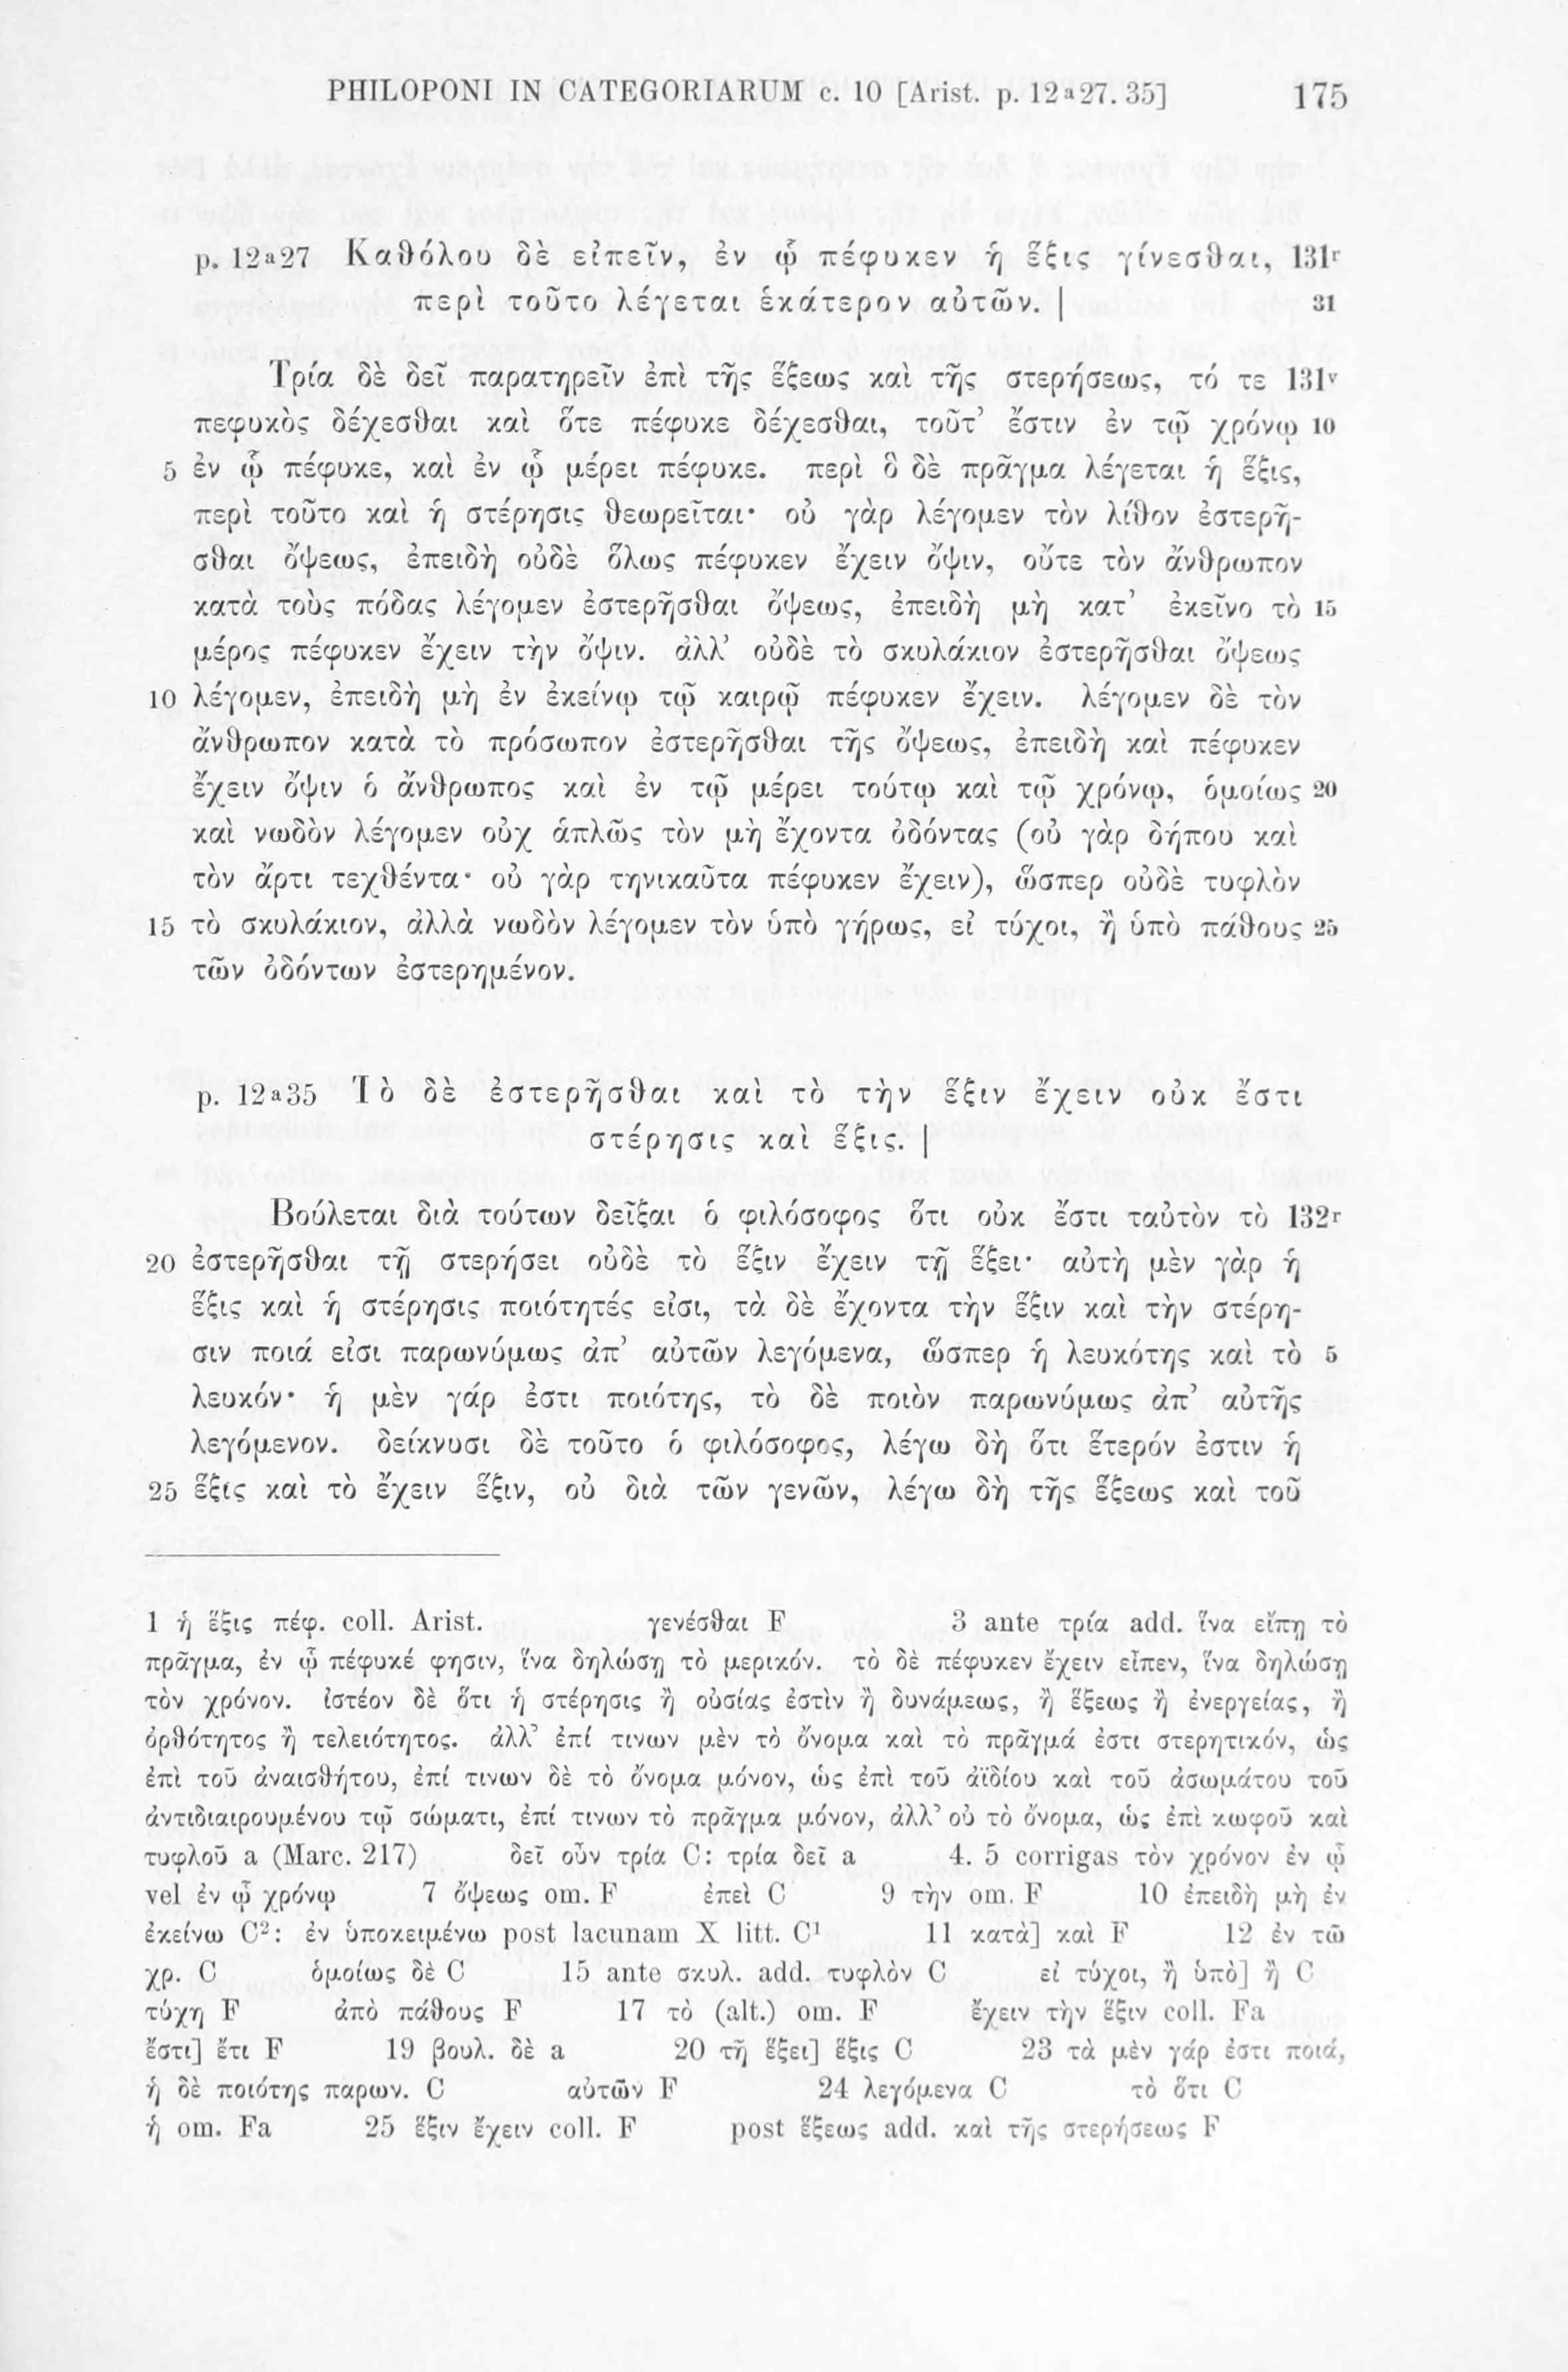 PHILOPONI IN CATEGORIARUM c. 10 [Arist. p. 12ᵃ27. 35] 175
p. 12ᵃ27 Καθόλου δὲ εἰπεῖν, ἐν ᾧ πέφυκεν ἡ ἕξις γίνεσθαι, 131ʳ
περὶ τοῦτο λέγεται ἑκάτερον αὐτῶν. | 31
Τρία δὲ δεῖ παρατηρεῖν ἐπὶ τῆς ἕξεως καὶ τῆς στερήσεως, τό τε 131ᵛ
πεφυκὸς δέχεσθαι καὶ ὅτε πέφυκε δέχεσθαι, τοῦτ’ ἔστιν ἐν τῷ χρόνῳ 10
5 ἐν ᾧ πέφυκε, καὶ ἐν ᾧ μέρει πέφυκε. περὶ ὃ δὲ πρᾶγμα λέγεται ἡ ἕξις,
περὶ τοῦτο καὶ ἡ στέρησις θεωρεῖται· οὐ γὰρ λέγομεν τὸν λίθον ἐστερῆ-
σθαι ὄψεως, ἐπειδὴ οὐδὲ ὅλως πέφυκεν ἔχειν ὄψιν, οὔτε τὸν ἄνθρωπον
κατὰ τοὺς πόδας λέγομεν ἐστερῆσθαι ὄψεως, ἐπειδὴ μὴ κατ’ ἐκεῖνο τὸ 15
μέρος πέφυκεν ἔχειν τὴν ὄψιν. ἀλλ’ οὐδὲ τὸ σκυλάκιον ἐστερῆσθαι ὄψεως
10 λέγομεν, ἐπειδὴ μὴ ἐν ἐκείνῳ τῷ καιρῷ πέφυκεν ἔχειν. λέγομεν δὲ τὸν
ἄνθρωπον κατὰ τὸ πρόσωπον ἐστερῆσθαι τῆς ὄψεως, ἐπειδὴ καὶ πέφυκεν
ἔχειν ὄψιν ὁ ἄνθρωπος καὶ ἐν τῷ μέρει τούτῳ καὶ τῷ χρόνῳ, ὁμοίως 20
καὶ νωδὸν λέγομεν οὐχ ἁπλῶς τὸν μὴ ἔχοντα ὀδόντας (οὐ γὰρ δήπου καὶ
τὸν ἄρτι τεχθέντα· οὐ γὰρ τηνικαῦτα πέφυκεν ἔχειν), ὥσπερ οὐδὲ τυφλὸν
15 τὸ σκυλάκιον, ἀλλὰ νωδὸν λέγομεν τὸν ὑπὸ γήρως, εἰ τύχοι, ἢ ὑπὸ πάθους 25
τῶν ὀδόντων ἐστερημένον.
p. 12ᵃ35 Τὸ δὲ ἐστερῆσθαι καὶ τὸ τὴν ἕξιν ἔχειν οὐκ ἔστι
στέρησις καὶ ἕξις. |
Βούλεται διὰ τούτων δεῖξαι ὁ φιλόσοφος ὅτι οὐκ ἔστι ταὐτὸν τὸ 132ʳ
20 ἐστερῆσθαι τῇ στερήσει οὐδὲ τὸ ἕξιν ἔχειν τῇ ἕξει· αὐτὴ μὲν γὰρ ἡ
ἕξις καὶ ἡ στέρησις ποιότητές εἰσι, τὰ δὲ ἔχοντα τὴν ἕξιν καὶ τὴν στέρη-
σιν ποιά εἰσι παρωνύμως ἀπ’ αὐτῶν λεγόμενα, ὥσπερ ἡ λευκότης καὶ τὸ 5
λευκόν· ἡ μὲν γάρ ἐστι ποιότης, τὸ δὲ ποιὸν παρωνύμως ἀπ’ αὐτῆς
λεγόμενον. δείκνυσι δὲ τοῦτο ὁ φιλόσοφος, λέγω δὴ ὅτι ἕτερόν ἐστιν ἡ
25 ἕξις καὶ τὸ ἔχειν ἕξιν, οὐ διὰ τῶν γενῶν, λέγω δὴ τῆς ἕξεως καὶ τοῦ
1 ἡ ἕξις πέφ. coll. Arist. γενέσθαι F 3 ante τρία add. ἵνα εἴπῃ τὸ
πρᾶγμα, ἐν ᾧ πέφυκέ φησιν, ἵνα δηλώσῃ τὸ μερικόν. τὸ δὲ πέφυκεν ἔχειν εἶπεν, ἵνα δηλώσῃ
τὸν χρόνον. ἰστέον δὲ ὅτι ἡ στέρησις ἢ οὐσίας ἐστὶν ἢ δυνάμεως, ἢ ἕξεως ἢ ἐνεργείας, ἢ
ὀρθότητος ἢ τελειότητος. ἀλλ’ ἐπί τινων μὲν τὸ ὄνομα καὶ τὸ πρᾶγμά ἐστι στερητικόν, ὡς
ἐπὶ τοῦ ἀναισθήτου, ἐπί τινων δὲ τὸ ὄνομα μόνον, ὡς ἐπὶ τοῦ ἀϊδίου καὶ τοῦ ἀσωμάτου τοῦ
ἀντιδιαιρουμένου τῷ σώματι, ἐπί τινων τὸ πρᾶγμα μόνον, ἀλλ’ οὐ τὸ ὄνομα, ὡς ἐπὶ κωφοῦ καὶ
τυφλοῦ a (Marc. 217) δεῖ οὖν τρία C: τρία δεῖ a 4. 5 corrigas τὸν χρόνον ἐν ᾧ
vel ἐν ᾧ χρόνῳ 7 ὄψεως om. F ἐπεὶ C 9 τὴν om. F 10 ἐπειδὴ μὴ ἐν
ἐκείνω C²: ἐν ὑποκειμένω post lacunam X litt. C¹ 11 κατὰ] καὶ F 12 ἐν τῶ
χρ. C ὁμοίως δὲ C 15 ante σκυλ. add. τυφλὸν C εἰ τύχοι, ἢ ὑπὸ] ἢ C
τύχη F ἀπὸ πάθους F 17 τὸ (alt.) om. F ἔχειν τὴν ἕξιν coll. Fa
ἔστι] ἔτι F 19 βουλ. δὲ a 20 τῆ ἕξει] ἕξις C 23 τὰ μὲν γάρ ἐστι ποιά,
ἡ δὲ ποιότης παρων. C αὐτῶν F 24 λεγόμενα C τὸ ὅτι C
ἡ om. Fa 25 ἕξιν ἔχειν coll. F post ἕξεως add. καὶ τῆς στερήσεως F